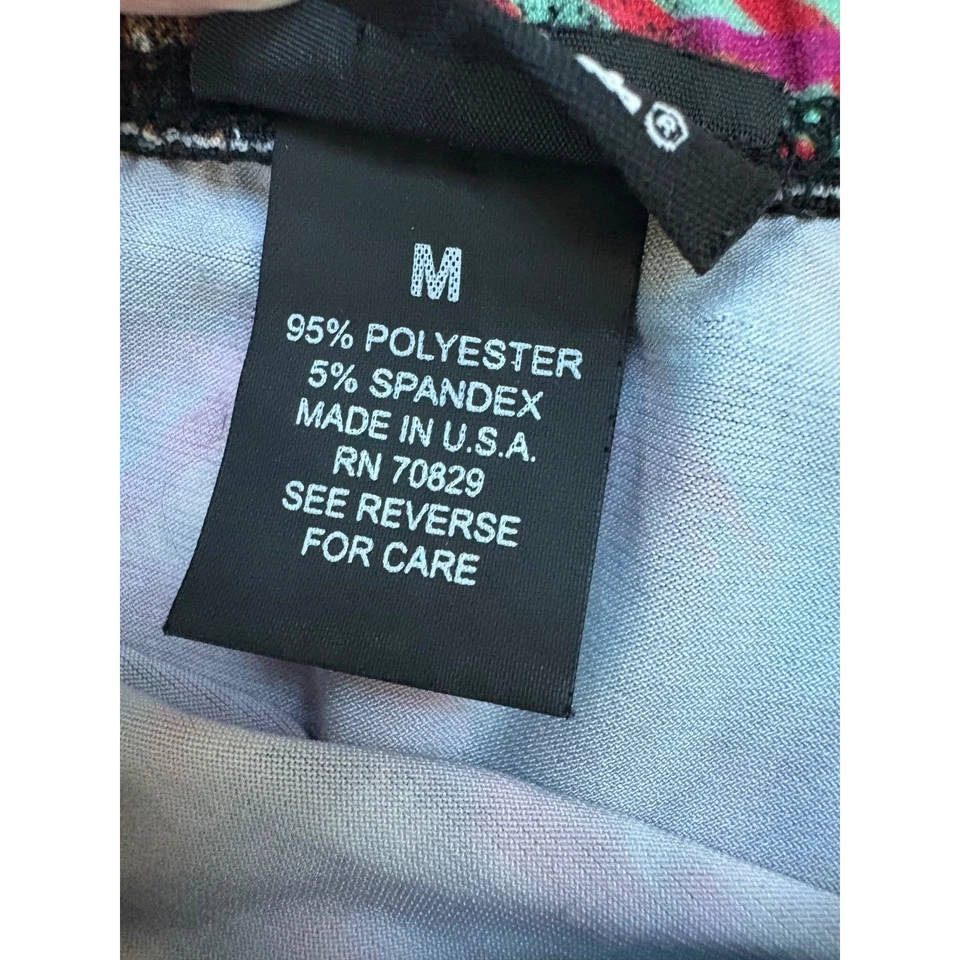 ®
M
95% POLYESTER
5% SPANDEX
MADE IN U.S.A.
RN 70829
SEE REVERSE
FOR CARE